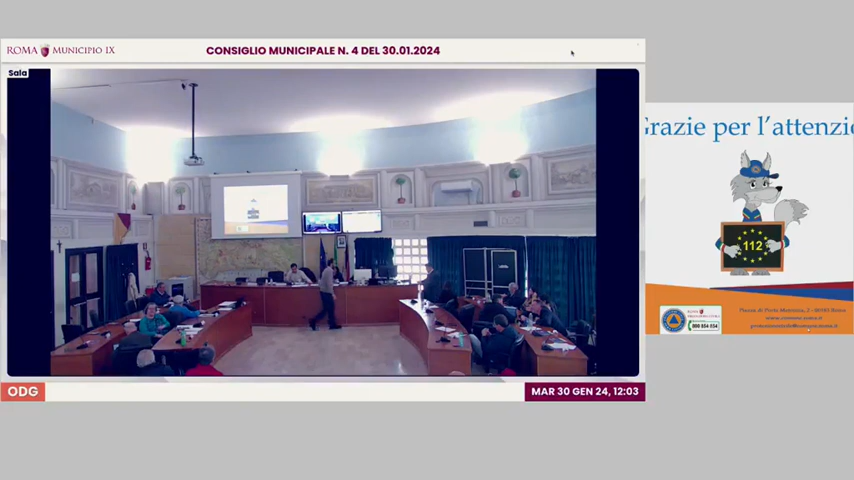 ROMA MUNICIPIO IX
CONSIGLIO MUNICIPALE N. 4 DEL 30.01.2024
Sala
Grazie per l'attenzio
112
ODG
MAR 30 GEN 24, 12:03